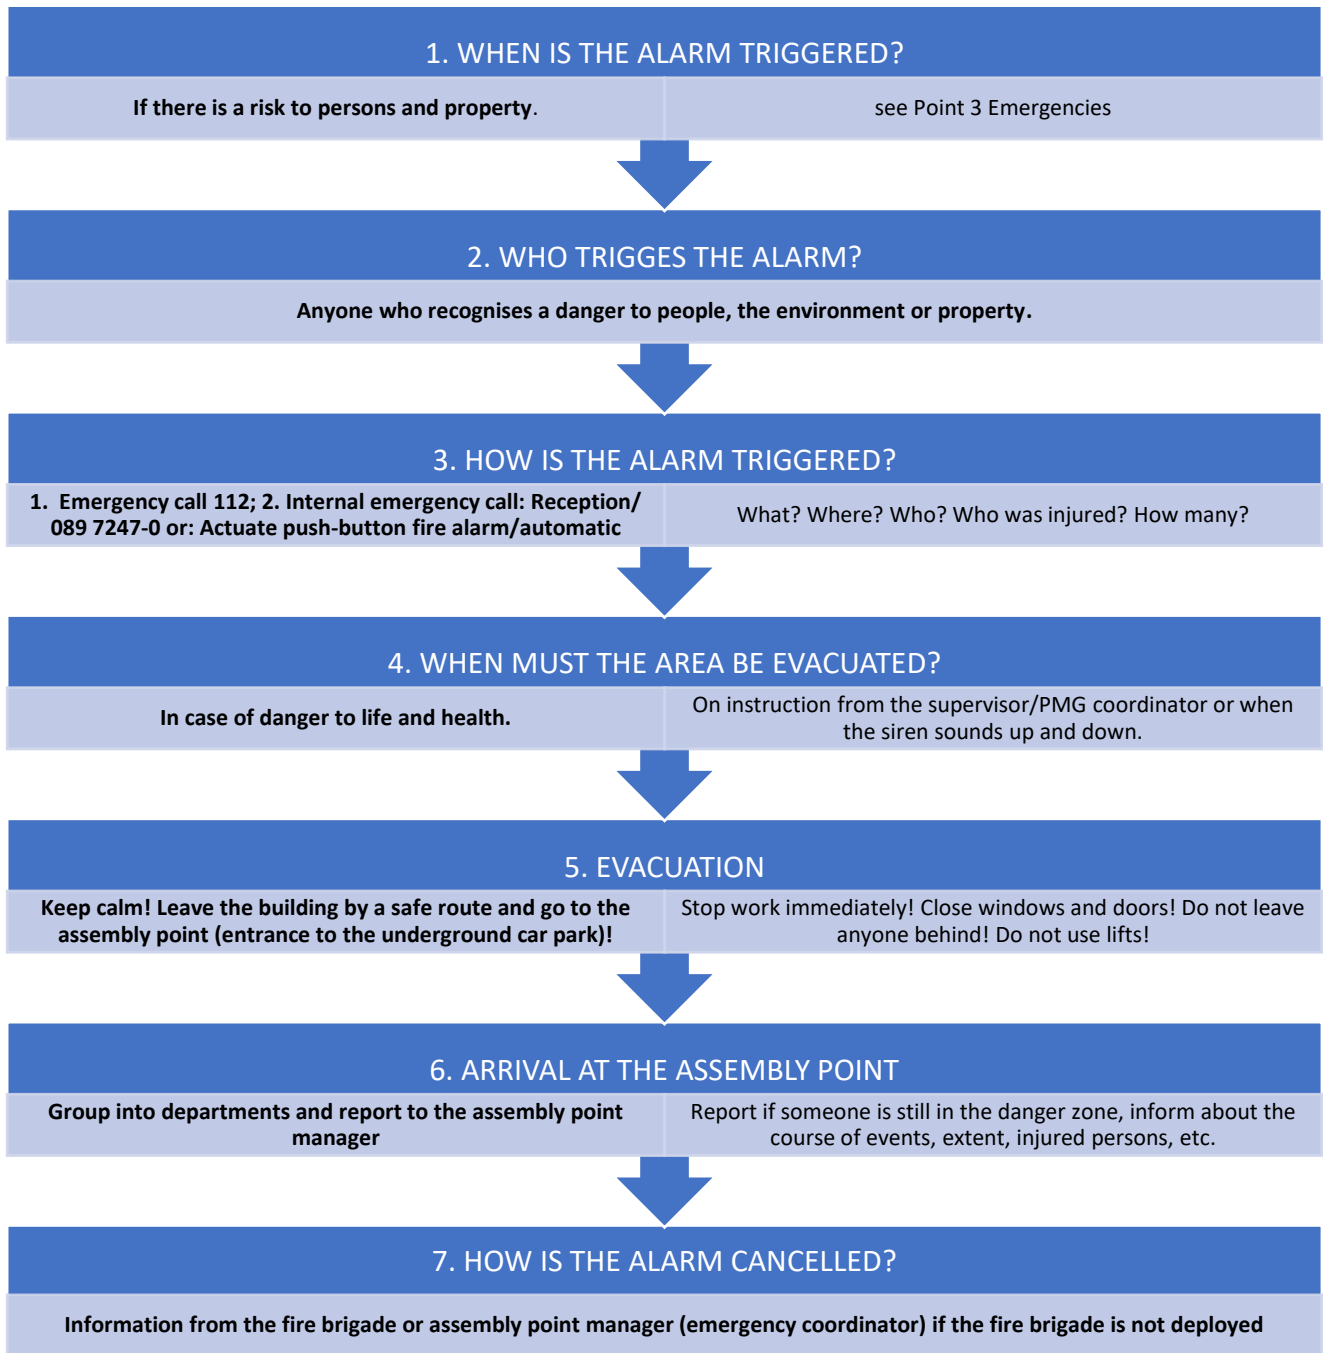 1. WHEN IS THE ALARM TRIGGERED?
If there is a risk to persons and property.
see Point 3 Emergencies
2. WHO TRIGGES THE ALARM?
Anyone who recognises a danger to people, the environment or property.
3. HOW IS THE ALARM TRIGGERED?
1. Emergency call 112; 2. Internal emergency call: Reception/
089 7247-0 or: Actuate push-button fire alarm/automatic
What? Where? Who? Who was injured? How many?
4. WHEN MUST THE AREA BE EVACUATED?
In case of danger to life and health.
On instruction from the supervisor/PMG coordinator or when
the siren sounds up and down.
5. EVACUATION
Keep calm! Leave the building by a safe route and go to the
assembly point (entrance to the underground car park)!
Stop work immediately! Close windows and doors! Do not leave
anyone behind! Do not use lifts!
6. ARRIVAL AT THE ASSEMBLY POINT
Group into departments and report to the assembly point
manager
Report if someone is still in the danger zone, inform about the
course of events, extent, injured persons, etc.
7. HOW IS THE ALARM CANCELLED?
Information from the fire brigade or assembly point manager (emergency coordinator) if the fire brigade is not deployed